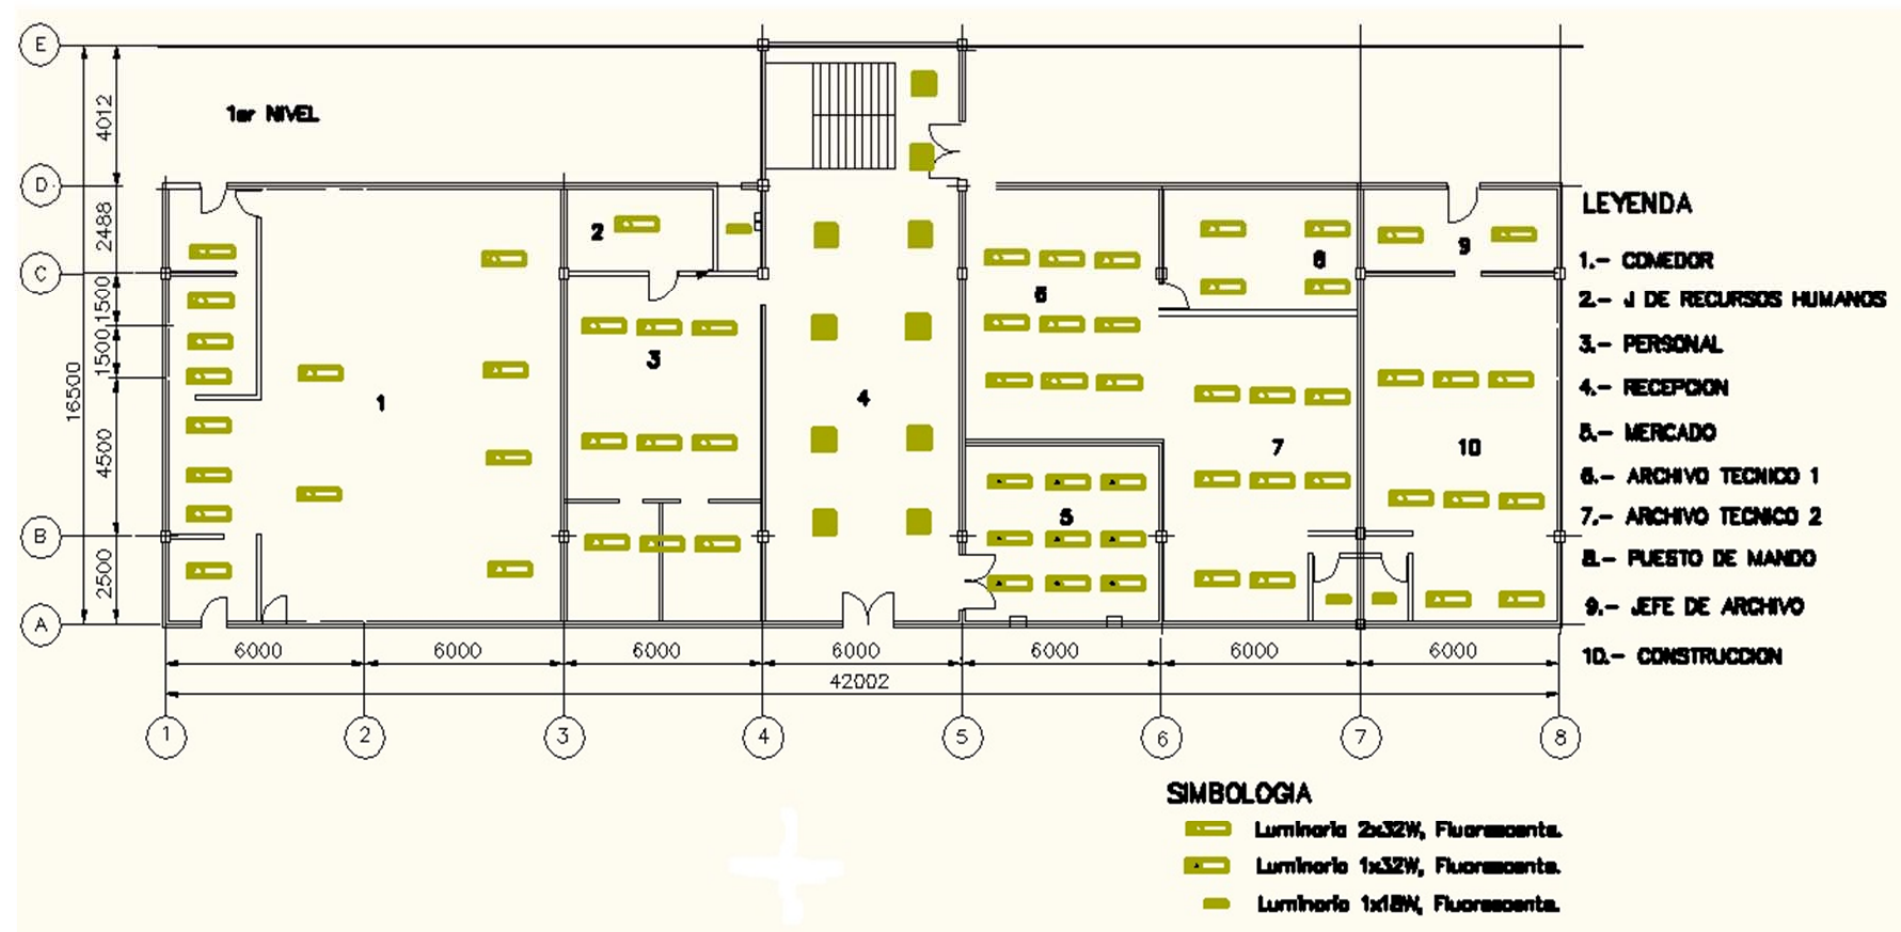 E
D
C
B
A
4012
2488
1500
1500
4500
2500
16500
1er NIVEL
1
2
3
4
5
6
7
8
9
10
6000
6000
6000
6000
6000
6000
6000
42002
1
2
3
4
5
6
7
8
LEYENDA
1.- COMEDOR
2.- J DE RECURSOS HUMANOS
3.- PERSONAL
4.- RECEPCION
5.- MERCADO
6.- ARCHIVO TECNICO 1
7.- ARCHIVO TECNICO 2
8.- PUESTO DE MANDO
9.- JEFE DE ARCHIVO
10.- CONSTRUCCION
SIMBOLOGIA
Luminaria 2x32W, Fluorescente.
Luminaria 1x32W, Fluorescente.
Luminaria 1x18W, Fluorescente.